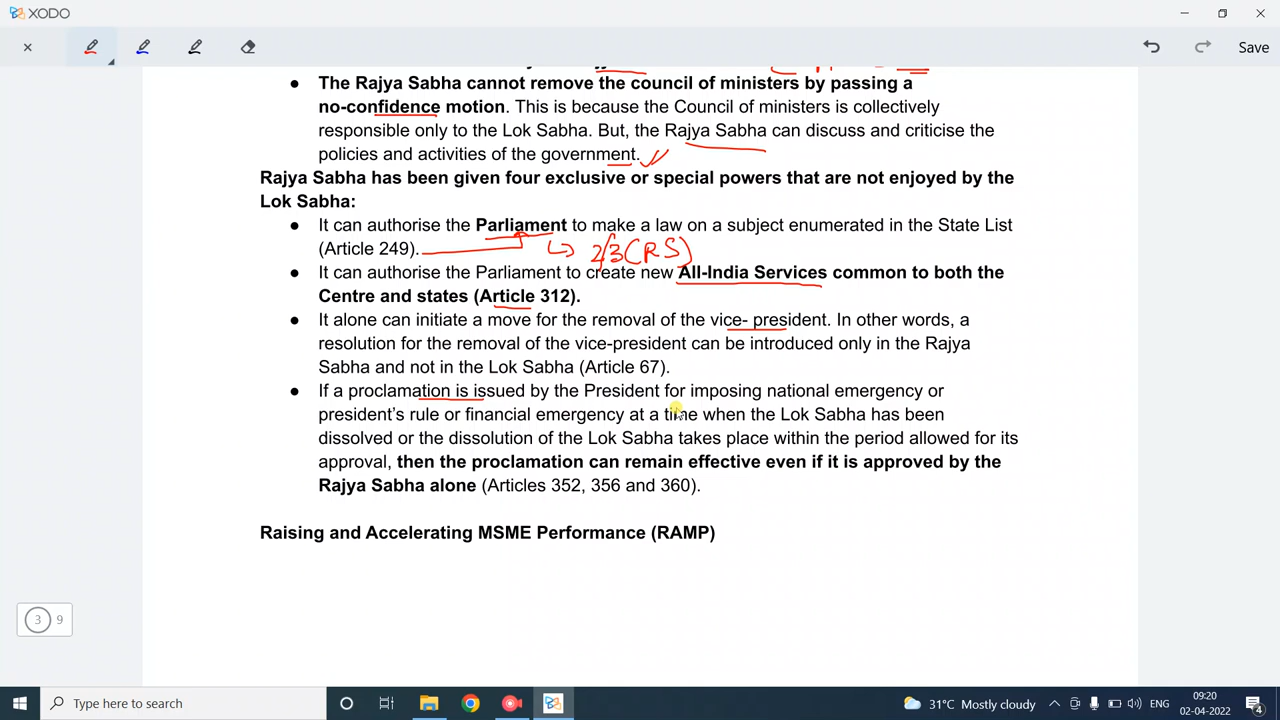 XODO
Save
● The Rajya Sabha cannot remove the council of ministers by passing a
no-confidence motion. This is because the Council of ministers is collectively
responsible only to the Lok Sabha. But, the Rajya Sabha can discuss and criticise the
policies and activities of the government.
Rajya Sabha has been given four exclusive or special powers that are not enjoyed by the
Lok Sabha:
● It can authorise the Parliament to make a law on a subject enumerated in the State List
(Article 249).
2/3 (RS)
● It can authorise the Parliament to create new All-India Services common to both the
Centre and states (Article 312).
● It alone can initiate a move for the removal of the vice- president. In other words, a
resolution for the removal of the vice-president can be introduced only in the Rajya
Sabha and not in the Lok Sabha (Article 67).
● If a proclamation is issued by the President for imposing national emergency or
president's rule or financial emergency at a time when the Lok Sabha has been
dissolved or the dissolution of the Lok Sabha takes place within the period allowed for its
approval, then the proclamation can remain effective even if it is approved by the
Rajya Sabha alone (Articles 352, 356 and 360).
Raising and Accelerating MSME Performance (RAMP)
3 9
Type here to search
31°C Mostly cloudy
ENG
09:20
02-04-2022
4